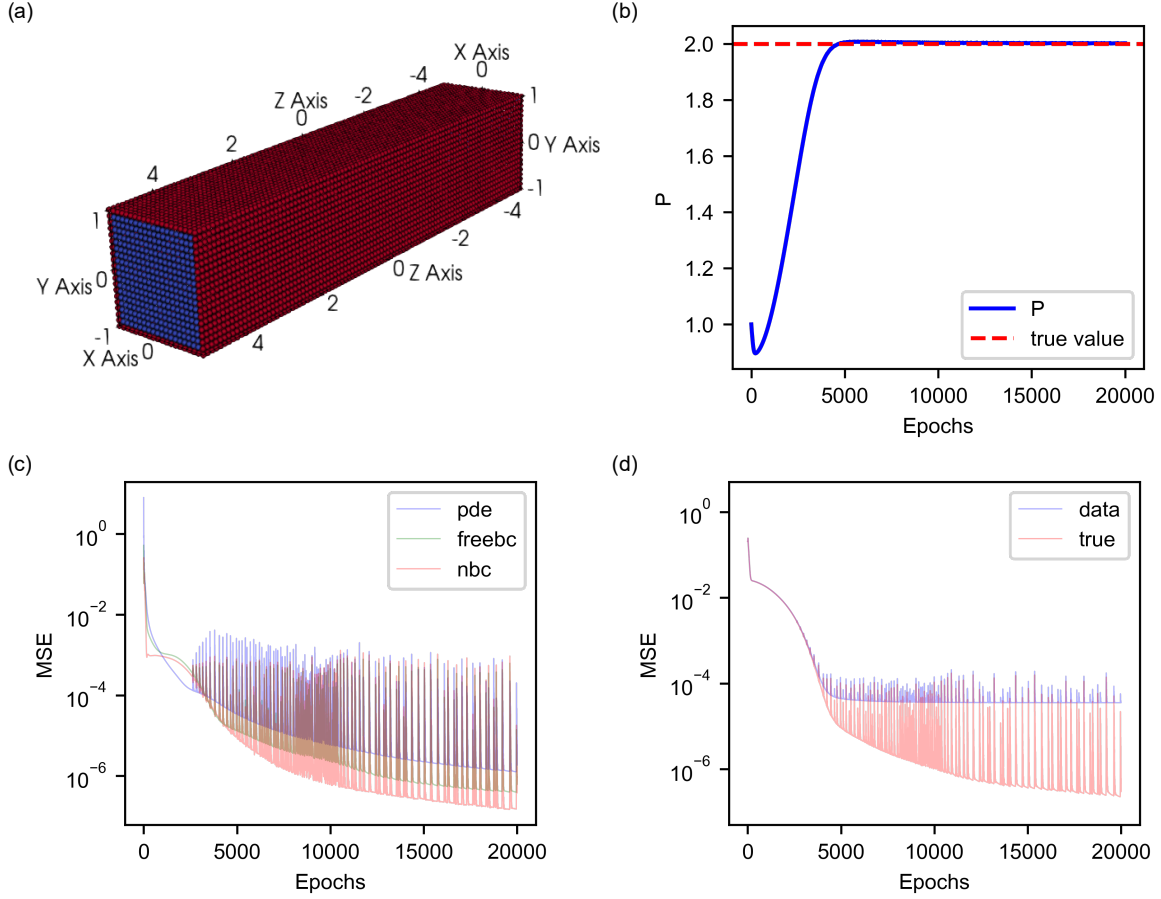 (a)
X Axis
0
-4
-2
Z Axis
0
2
4
1
0 Y Axis
-1
-4
-2
0 Z Axis
2
4
1
Y Axis 0
-1
X Axis 0
(b)
P
2.0
1.8
1.6
1.4
1.2
1.0
P
true value
0 5000 10000 15000 20000
Epochs
(c)
MSE
10^0
10^-2
10^-4
10^-6
pde
freebc
nbc
0 5000 10000 15000 20000
Epochs
(d)
MSE
10^0
10^-2
10^-4
10^-6
data
true
0 5000 10000 15000 20000
Epochs